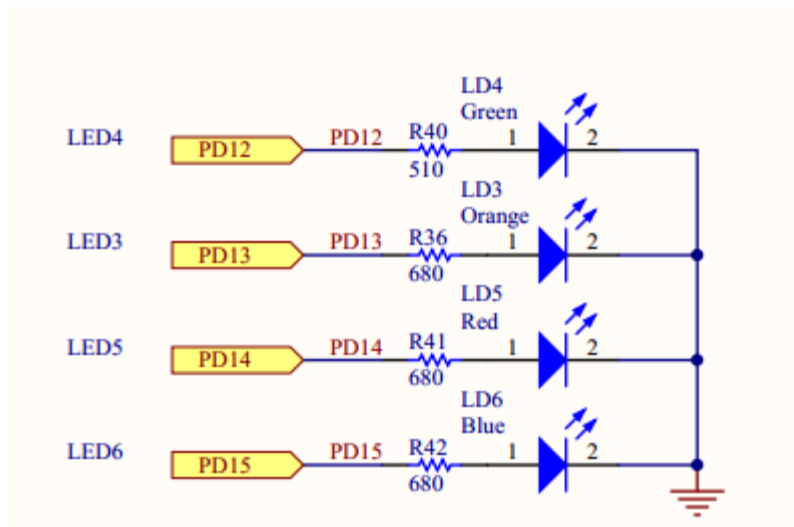 LD4
Green
LED4 PD12 PD12 R40 1 2
510
LD3
Orange
LED3 PD13 PD13 R36 1 2
680
LD5
Red
LED5 PD14 PD14 R41 1 2
680
LD6
Blue
LED6 PD15 PD15 R42 1 2
680